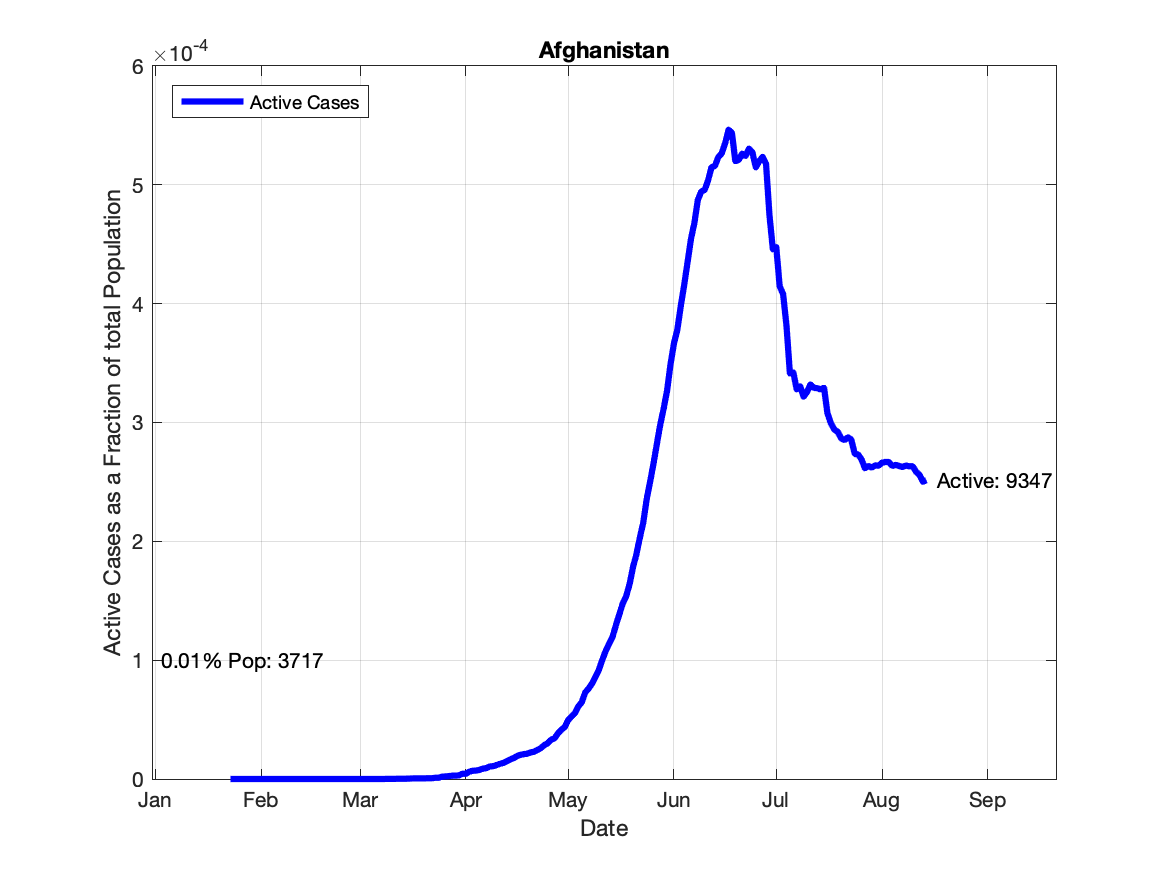 Afghanistan
×10-4
6
5
4
3
2
1
0
Active Cases
Active Cases as a Fraction of total Population
Active: 9347
0.01% Pop: 3717
Jan Feb Mar Apr May Jun Jul Aug Sep
Date